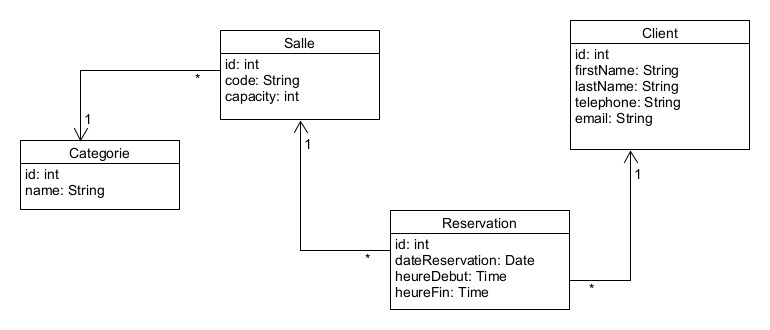 Salle
id: int
code: String
capacity: int
Client
id: int
firstName: String
lastName: String
telephone: String
email: String
*
1
Categorie
id: int
name: String
1
1
Reservation
id: int
dateReservation: Date
heureDebut: Time
heureFin: Time
*
*